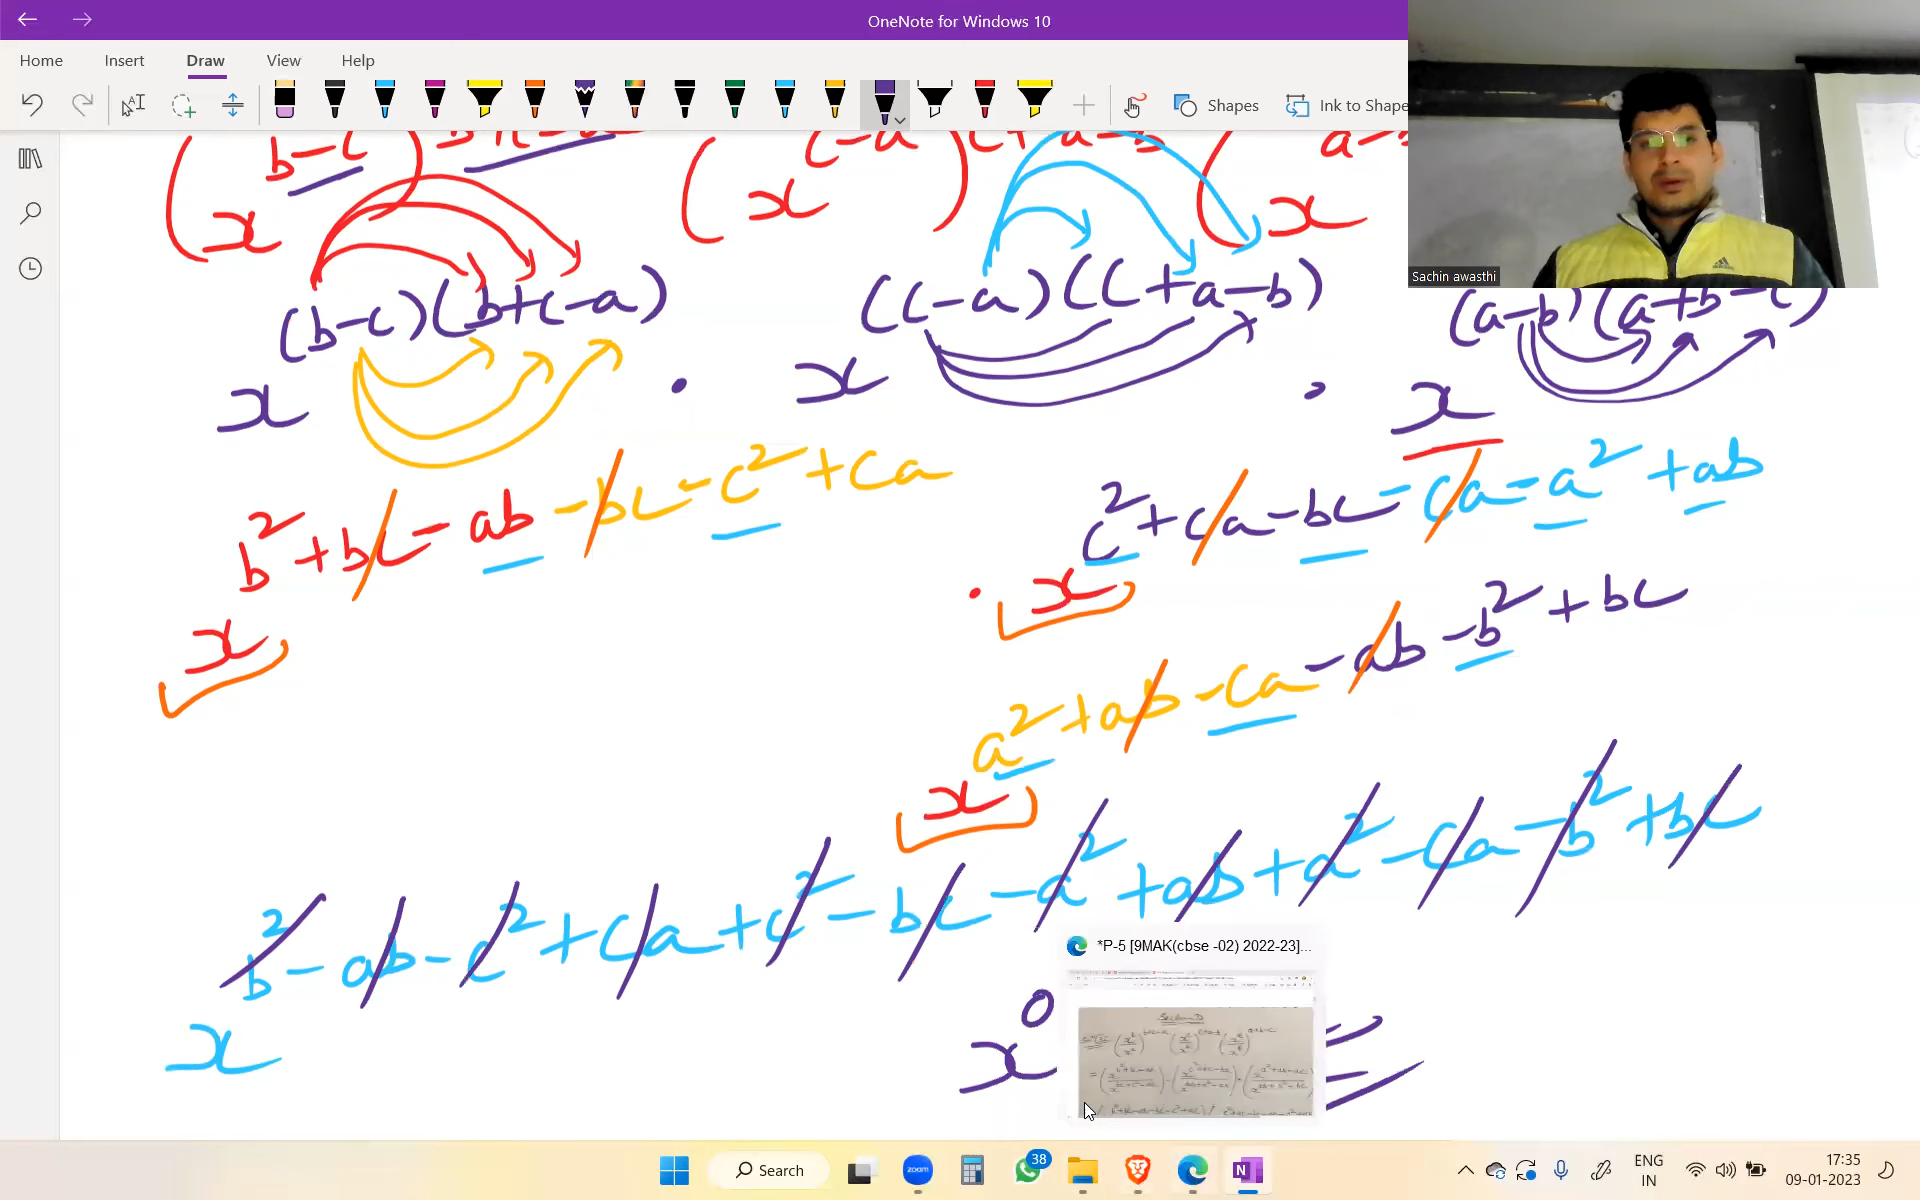 OneNote for Windows 10
Home Insert Draw View Help
Shapes Ink to Shape
Sachin awasthi
(x^(b-c)) (x^(c-a))^(c+a-b) (x
x^((b-c)(b+c-a)) . x^((c-a)(c+a-b)) . x^((a-b)(a+b-c))
x^(b²+bc-ab-bc-c²+ca) . x^(c²+ca-bc-ca-a²+ab)
x^(a²+ab-ca-ab-b²+bc)
x^(b²-ab-c²+ca+c²-bc-a²+ab+a²-ca-b²+bc)
*P-5 [9MAK(cbse -02) 2022-23]...
Section D
x^0
Search
zoom
38
ENG
IN
17:35
09-01-2023